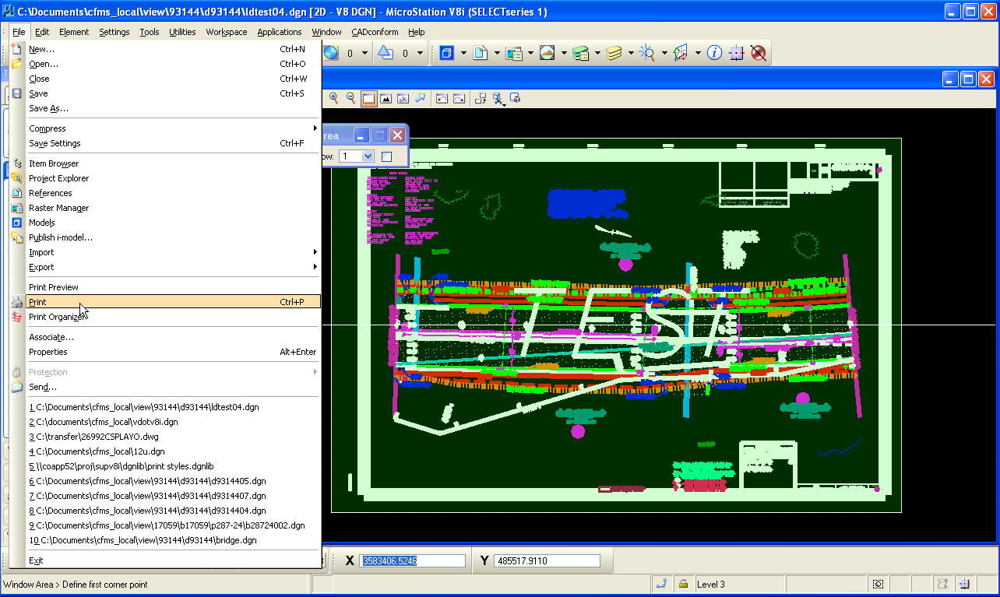 C:\Documents\cfms_local\view\93144\d93144\ldtest04.dgn [2D - V8 DGN] - MicroStation V8i (SELECTseries 1)
File Edit Element Settings Tools Utilities Workspace Applications Window CADconform Help
New... Ctrl+N
Open... Ctrl+O
Close Ctrl+W
Save Ctrl+S
Save As...
Compress
Save Settings Ctrl+F
Item Browser
Project Explorer
References
Raster Manager
Models
Publish i-model...
Import
Export
Print Preview
Print Ctrl+P
Print Organizer
Associate...
Properties Alt+Enter
Protection
Send...
1 C:\Documents\cfms_local\view\93144\d93144\ldtest04.dgn
2 C:\documents\cfms_local\vdotv8i.dgn
3 C:\transfer\26992CSPLAYO.dwg
4 C:\Documents\cfms_local\12u.dgn
5 \\coapp52\proj\supv8i\dgnlib\print styles.dgnlib
6 C:\Documents\cfms_local\view\93144\d93144\d9314405.dgn
7 C:\Documents\cfms_local\view\93144\d93144\d9314407.dgn
8 C:\Documents\cfms_local\view\93144\d93144\d9314404.dgn
9 C:\Documents\cfms_local\view\17059\b17059\p287-24\b28724002.dgn
10 C:\Documents\cfms_local\view\93144\d93144\bridge.dgn
Exit
0 0
rea
ow: 1
TEST
X 3583406.5246 Y 485517.9110
Window Area > Define first corner point
Level 3